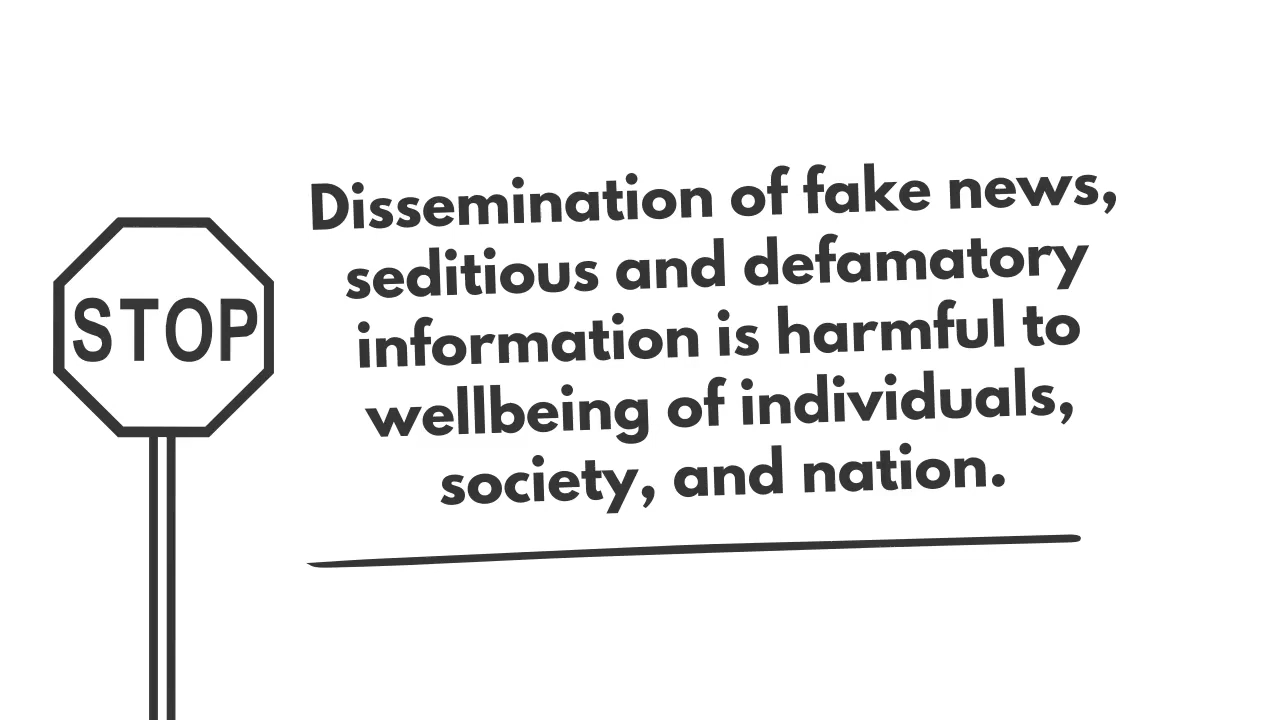 STOP
Dissemination of fake news,
seditious and defamatory
information is harmful to
wellbeing of individuals,
society, and nation.